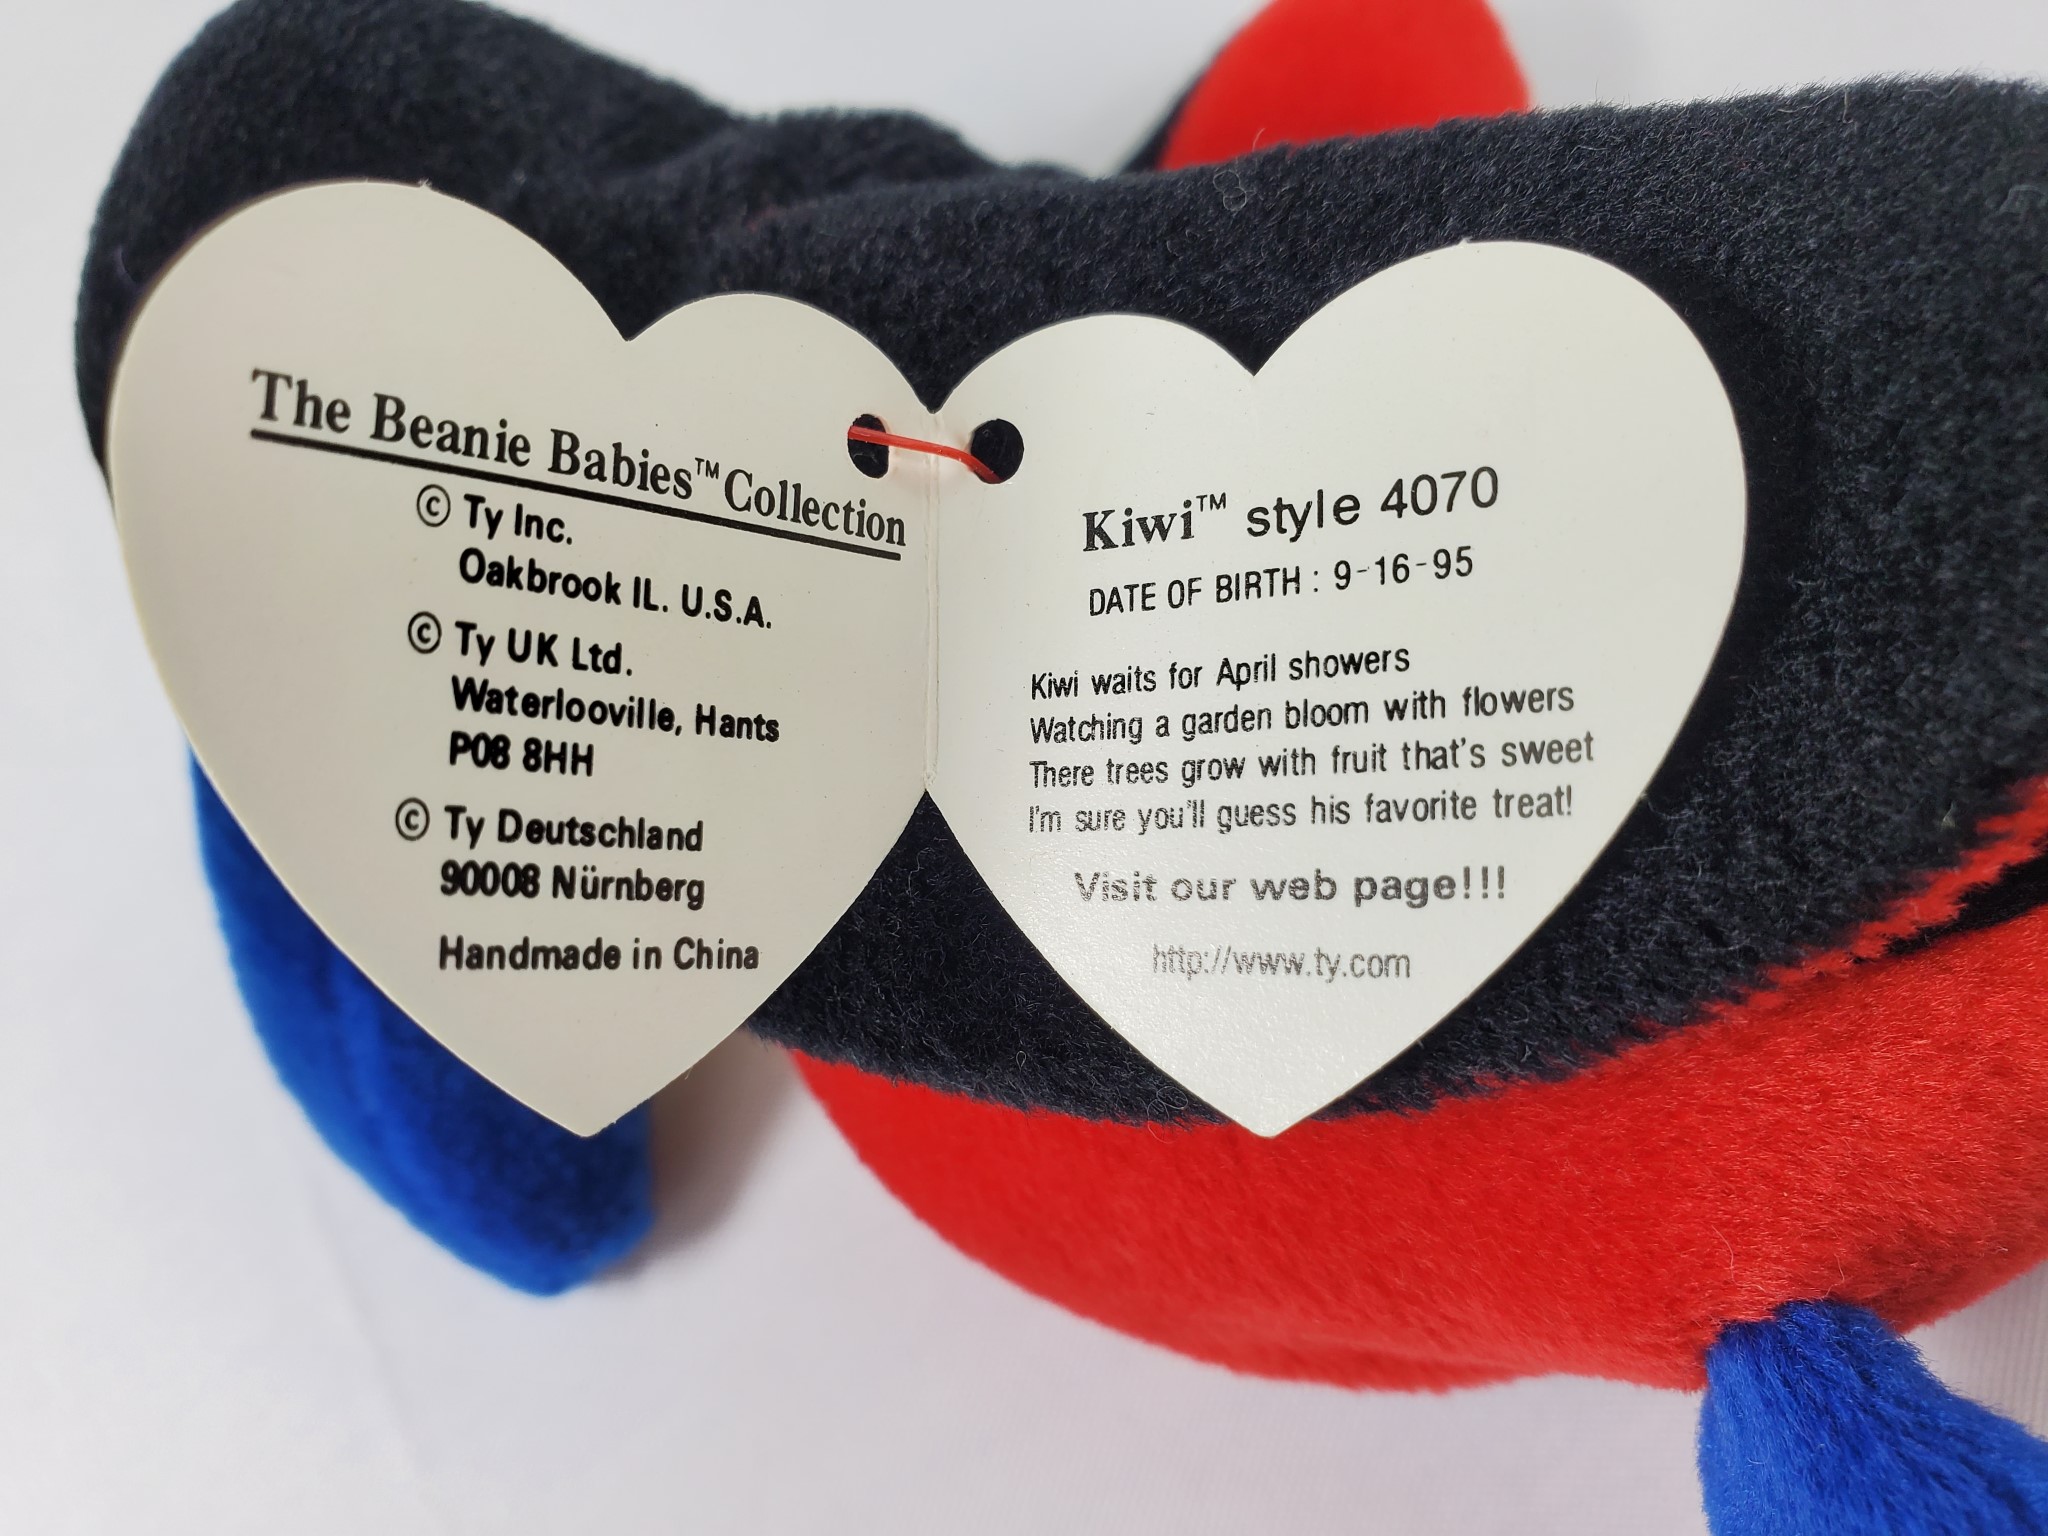 The Beanie Babies™ Collection
© Ty Inc.
Oakbrook IL. U.S.A.
© Ty UK Ltd.
Waterlooville, Hants
P08 8HH
© Ty Deutschland
90008 Nürnberg
Handmade in China
Kiwi™ style 4070
DATE OF BIRTH : 9-16-95
Kiwi waits for April showers
Watching a garden bloom with flowers
There trees grow with fruit that's sweet
I'm sure you'll guess his favorite treat!
Visit our web page!!!
http://www.ty.com